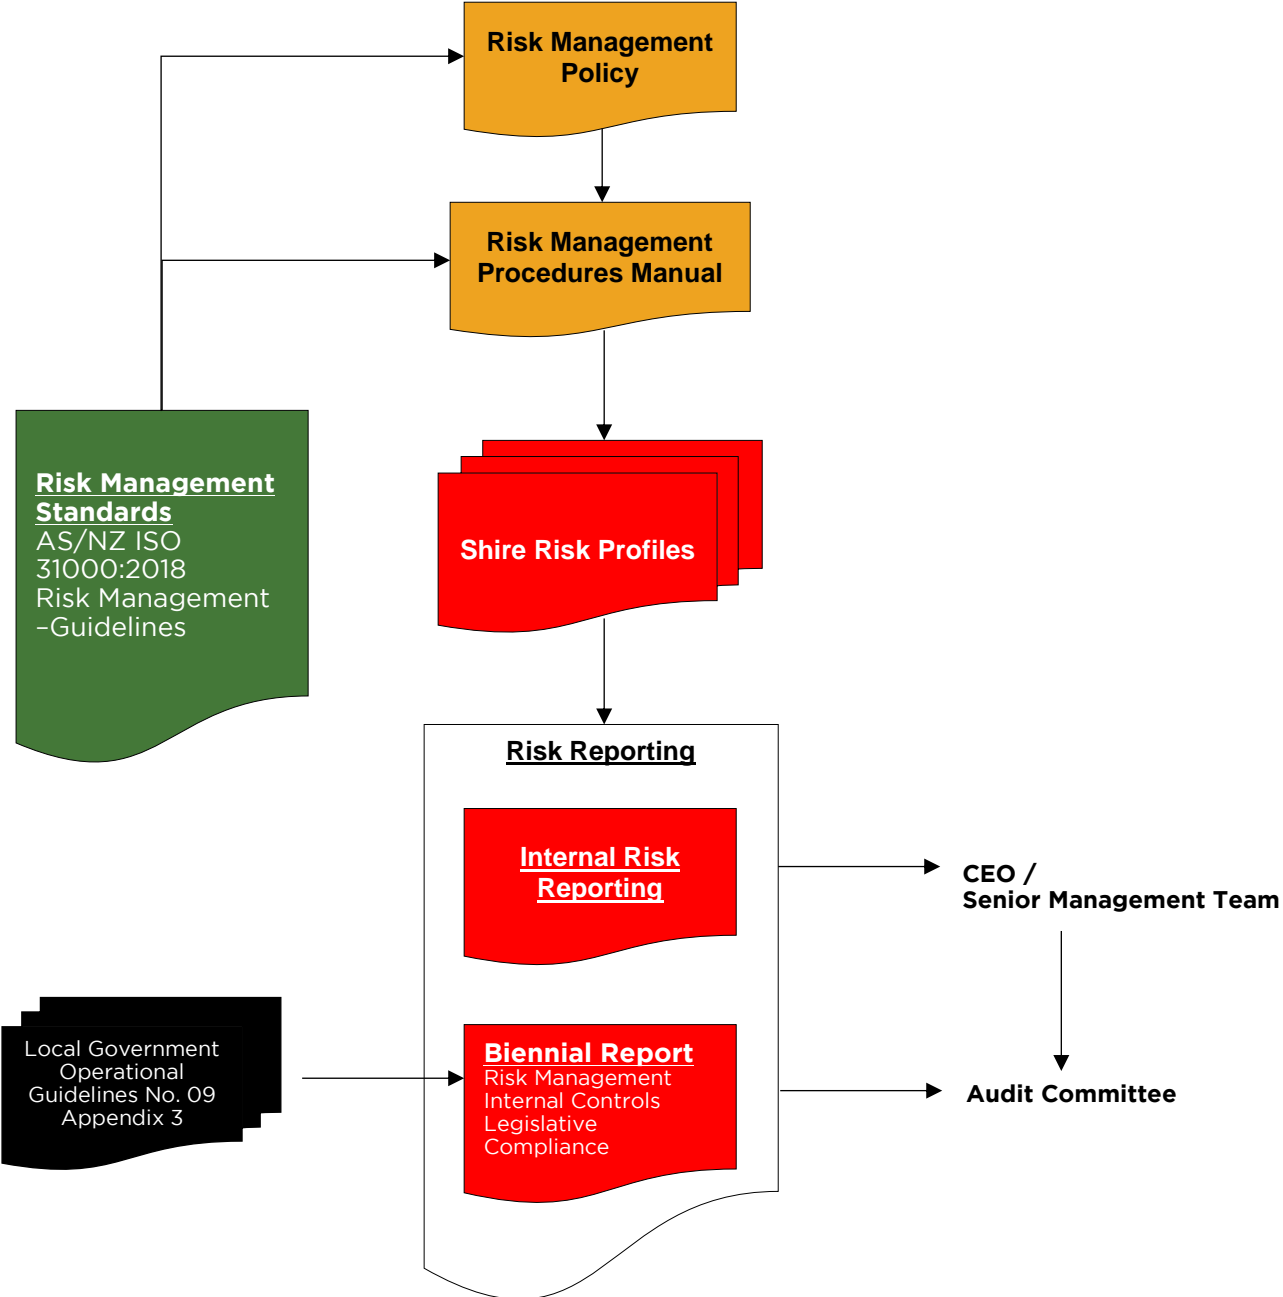 Risk Management
Policy
Risk Management
Procedures Manual
Risk Management
Standards
AS/NZ ISO
31000:2018
Risk Management
–Guidelines
Shire Risk Profiles
Risk Reporting
Internal Risk
Reporting
CEO /
Senior Management Team
Local Government
Operational
Guidelines No. 09
Appendix 3
Biennial Report
Risk Management
Internal Controls
Legislative
Compliance
Audit Committee